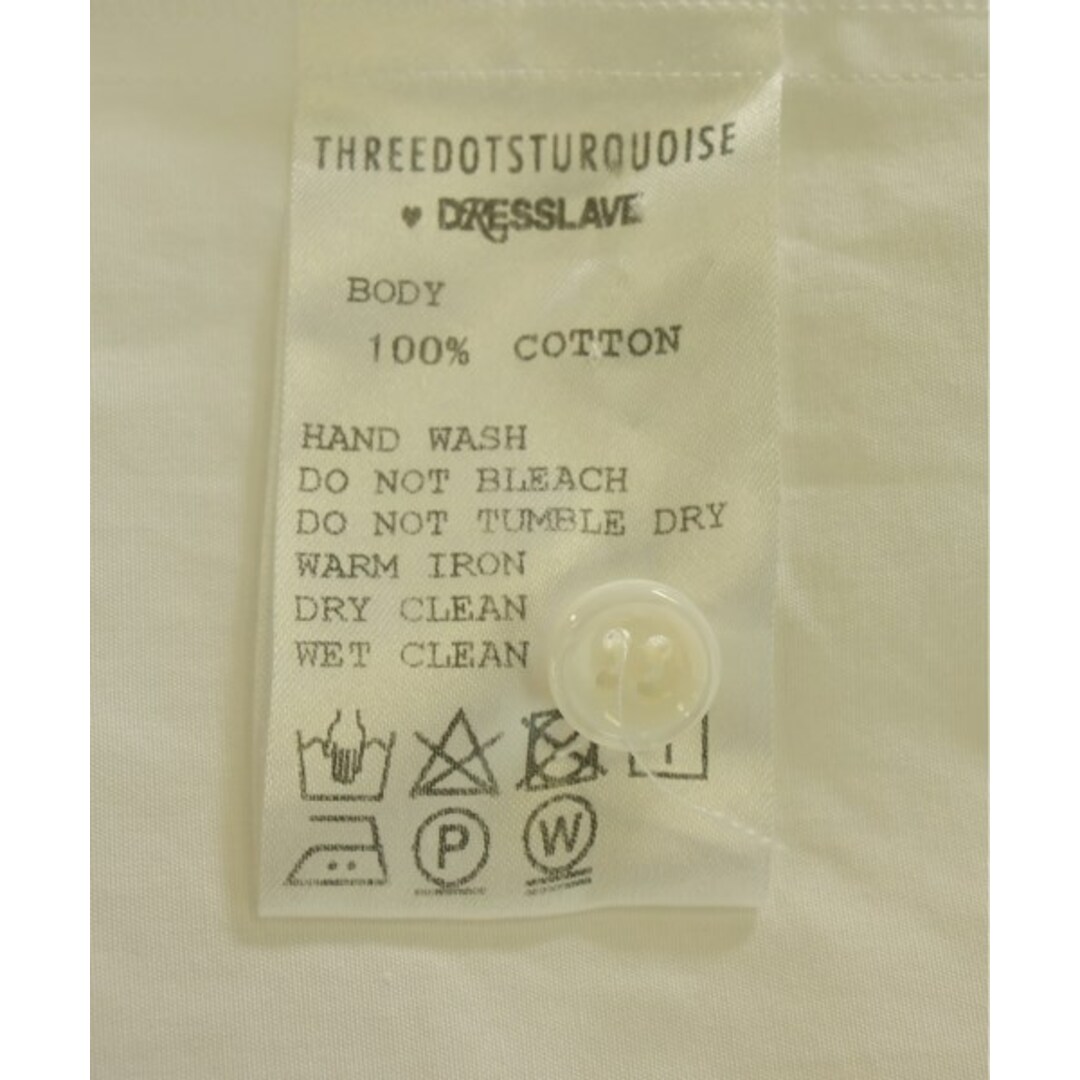 THREEDOTSTURQUOISE
♥ DRESSLAVE
BODY
100% COTTON
HAND WASH
DO NOT BLEACH
DO NOT TUMBLE DRY
WARM IRON
DRY CLEAN
WET CLEAN
P W